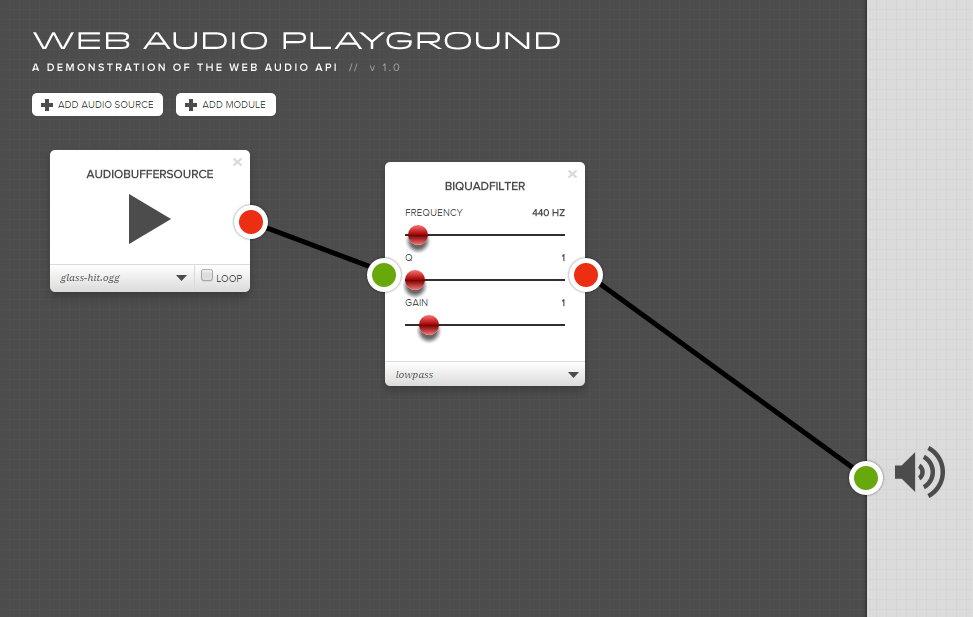 WEB AUDIO PLAYGROUND
A DEMONSTRATION OF THE WEB AUDIO API // v 1.0
ADD AUDIO SOURCE ADD MODULE
AUDIOBUFFERSOURCE
glass-hit.ogg LOOP
BIQUADFILTER
FREQUENCY 440 HZ
Q 1
GAIN 1
lowpass